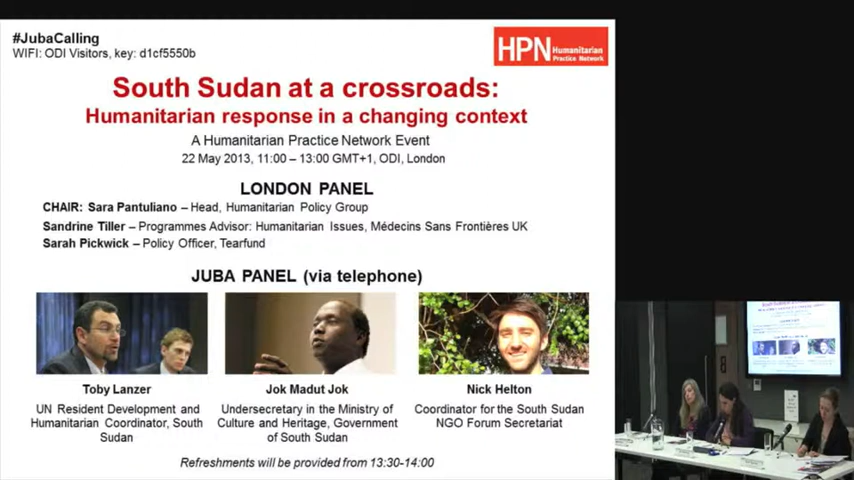 #JubaCalling
WIFI: ODI Visitors, key: d1cf5550b
HPN Humanitarian
Practice Network
South Sudan at a crossroads:
Humanitarian response in a changing context
A Humanitarian Practice Network Event
22 May 2013, 11:00 – 13:00 GMT+1, ODI, London
LONDON PANEL
CHAIR: Sara Pantuliano – Head, Humanitarian Policy Group
Sandrine Tiller – Programmes Advisor: Humanitarian Issues, Médecins Sans Frontières UK
Sarah Pickwick – Policy Officer, Tearfund
JUBA PANEL (via telephone)
Toby Lanzer
UN Resident Development and
Humanitarian Coordinator, South
Sudan
Jok Madut Jok
Undersecretary in the Ministry of
Culture and Heritage, Government
of South Sudan
Nick Helton
Coordinator for the South Sudan
NGO Forum Secretariat
Refreshments will be provided from 13:30-14:00